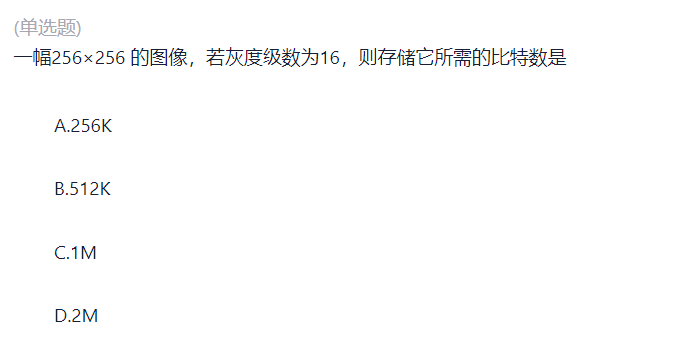 (单选题)
一幅256×256 的图像，若灰度级数为16，则存储它所需的比特数是
A.256K
B.512K
C.1M
D.2M